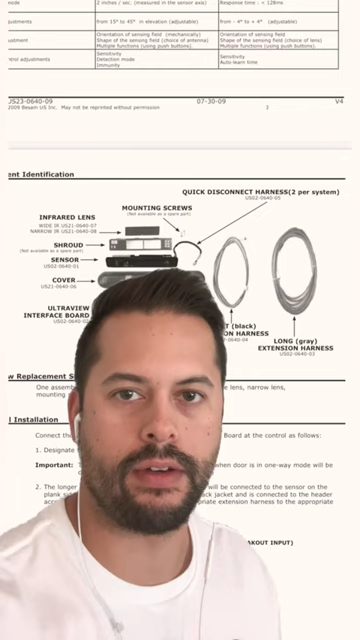 node
2 inches / sec. (measured in the sensor axis)
Response time : < 128ms
justments
from 15° to 45° in elevation (adjustable)
from - 4° to + 4° (adjustable)
ustment
Orientation of sensing field (mechanically)
Shape of the sensing field (choice of antenna)
Multiple functions (using push buttons).
Orientation of sensing field
Shape of sensing field (choice of lens)
Multiple functions (using push buttons).
ntrol adjustments
Sensitivity
Detection mode
Immunity
Sensitivity
Auto-learn time
US23-0640-09
07-30-09
V4
2009 Besam US Inc. May not be reprinted without permission
3
ent Identification
QUICK DISCONNECT HARNESS(2 per system)
US02-0640-05
MOUNTING SCREWS
(Not available as a spare part)
INFRARED LENS
WIDE IR US21-0640-07
NARROW IR US21-0640-08
SHROUD
(Not available as a spare part)
SENSOR
US02-0640-01
COVER
US21-0640-06
ULTRAVIEW
INTERFACE BOARD
US02-0640-
T (black)
ON HARNESS
-0640-04
LONG (gray)
EXTENSION HARNESS
US02-0640-03
w Replacement S
One assemb
e lens, narrow lens,
mounting
l Installation
Connect the
Board at the control as follows:
1. Designate
Important:
when door is in one-way mode will be
2. The longer
will be connected to the sensor on the
plank sid
ack jacket and is connected to the header
acro
priate extension harness to the appropriate
AKOUT INPUT)